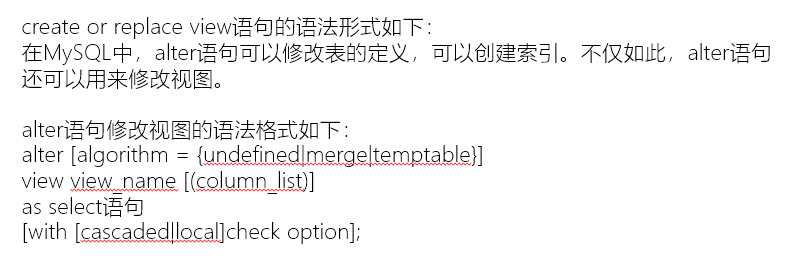 create or replace view语句的语法形式如下：
在MySQL中，alter语句可以修改表的定义，可以创建索引。不仅如此，alter语句
还可以用来修改视图。
alter语句修改视图的语法格式如下：
alter [algorithm = {undefined|merge|temptable}]
view view_name [(column_list)]
as select语句
[with [cascaded|local]check option];